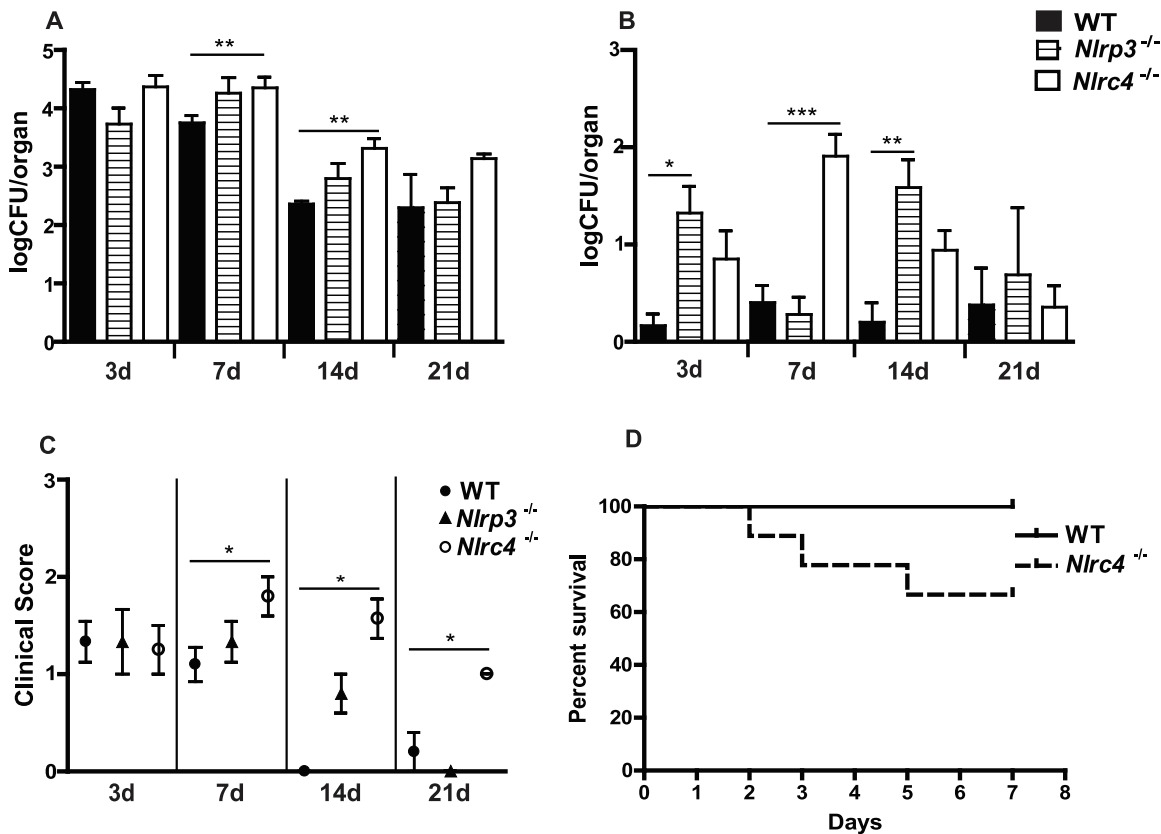 A
B
WT
Nlrp3 -/-
Nlrc4 -/-
logCFU/organ
5
4
3
2
1
0
**
**
3d 7d 14d 21d
logCFU/organ
3
2
1
0
*
***
**
3d 7d 14d 21d
C
D
Clinical Score
3
2
1
0
WT
Nlrp3 -/-
Nlrc4 -/-
*
*
*
3d 7d 14d 21d
Percent survival
100
80
60
40
20
0
WT
Nlrc4 -/-
0 1 2 3 4 5 6 7 8
Days